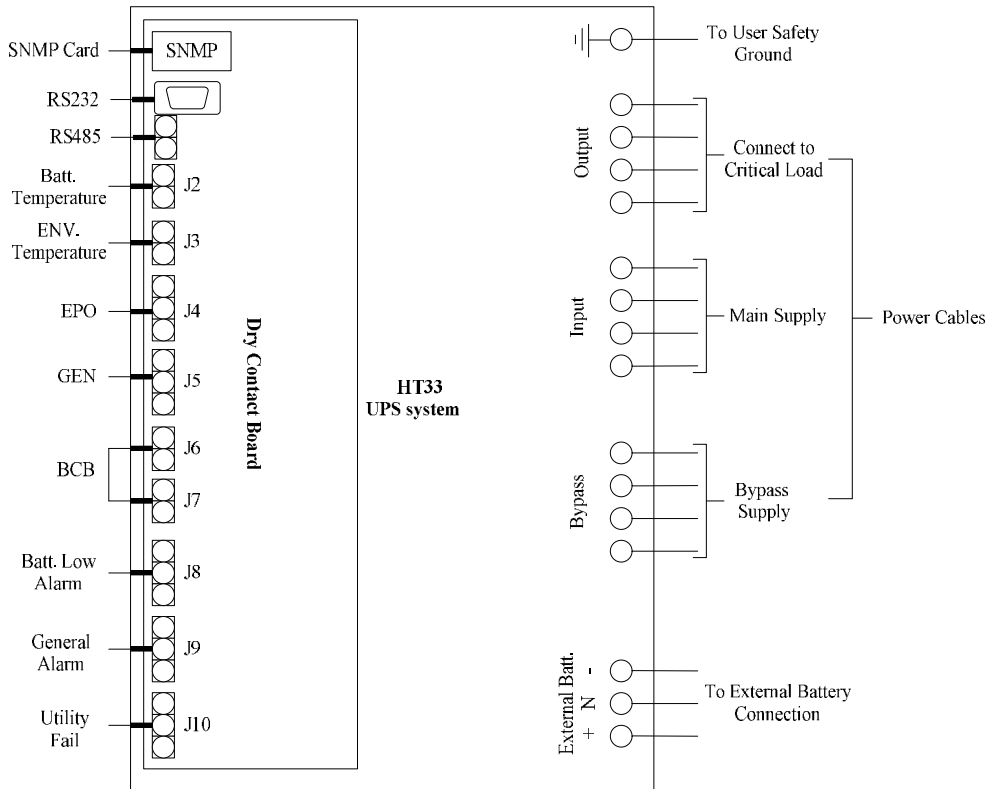 SNMP Card
SNMP
RS232
RS485
Batt.
Temperature
J2
ENV.
Temperature
J3
EPO
J4
GEN
J5
BCB
J6
J7
Batt. Low
Alarm
J8
General
Alarm
J9
Utility
Fail
J10
Dry Contact Board
HT33
UPS system
To User Safety
Ground
Output
Connect to
Critical Load
Input
Main Supply
Power Cables
Bypass
Bypass
Supply
External Batt.
+ N -
To External Battery
Connection